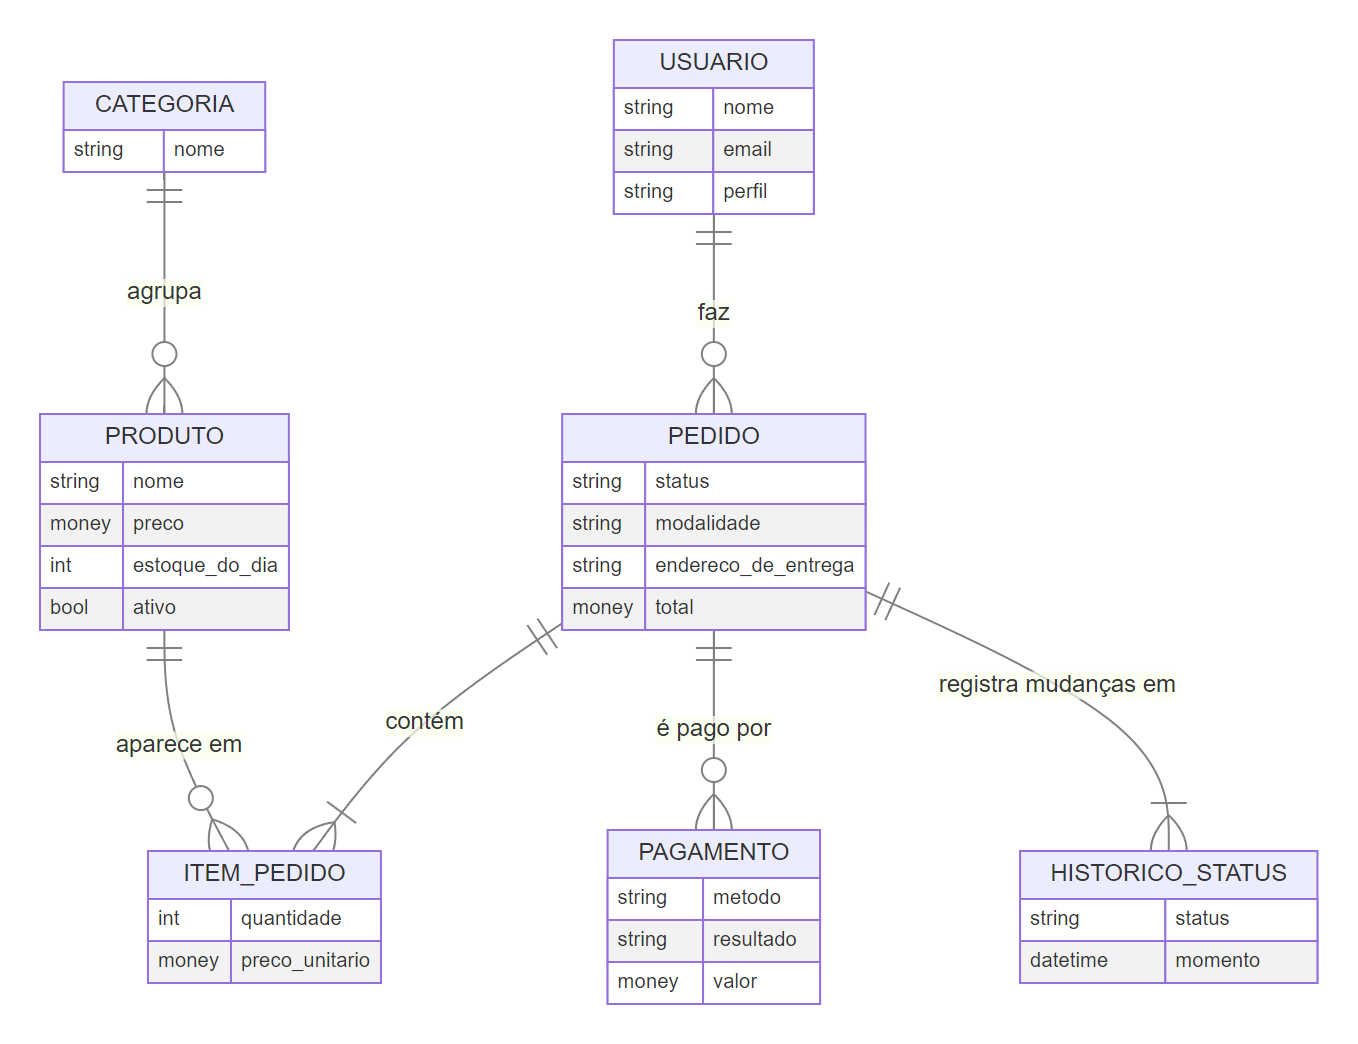 CATEGORIA
string nome
USUARIO
string nome
string email
string perfil
agrupa
faz
PRODUTO
string nome
money preco
int estoque_do_dia
bool ativo
PEDIDO
string status
string modalidade
string endereco_de_entrega
money total
aparece em
contém
é pago por
registra mudanças em
ITEM_PEDIDO
int quantidade
money preco_unitario
PAGAMENTO
string metodo
string resultado
money valor
HISTORICO_STATUS
string status
datetime momento